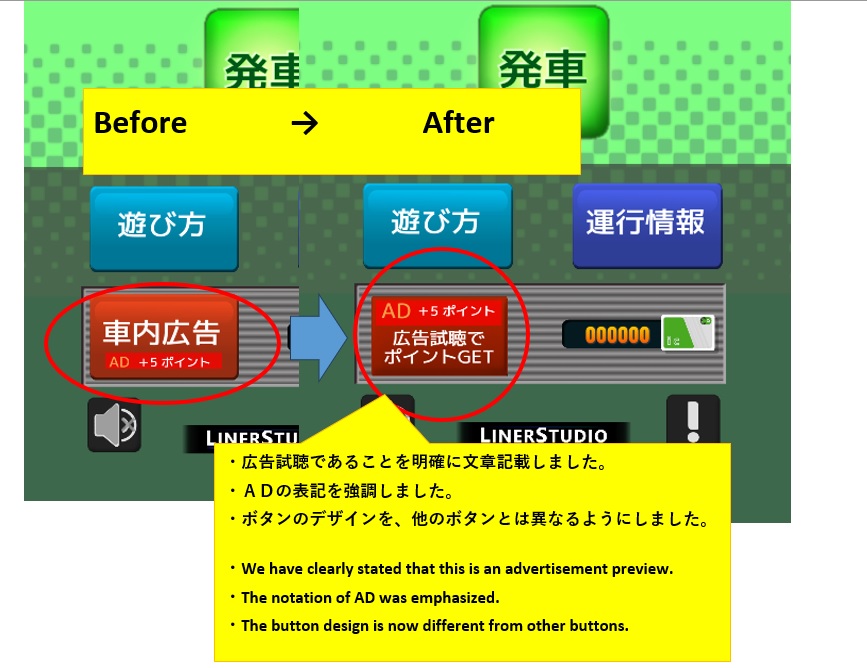 発車
発車
Before → After
遊び方
遊び方
運行情報
車内広告
AD +5 ポイント
AD +5 ポイント
広告試聴で
ポイントGET
000000
ic
LINERSTU
LINERSTUDIO
・広告試聴であることを明確に文章記載しました。
・ＡＤの表記を強調しました。
・ボタンのデザインを、他のボタンとは異なるようにしました。
・We have clearly stated that this is an advertisement preview.
・The notation of AD was emphasized.
・The button design is now different from other buttons.